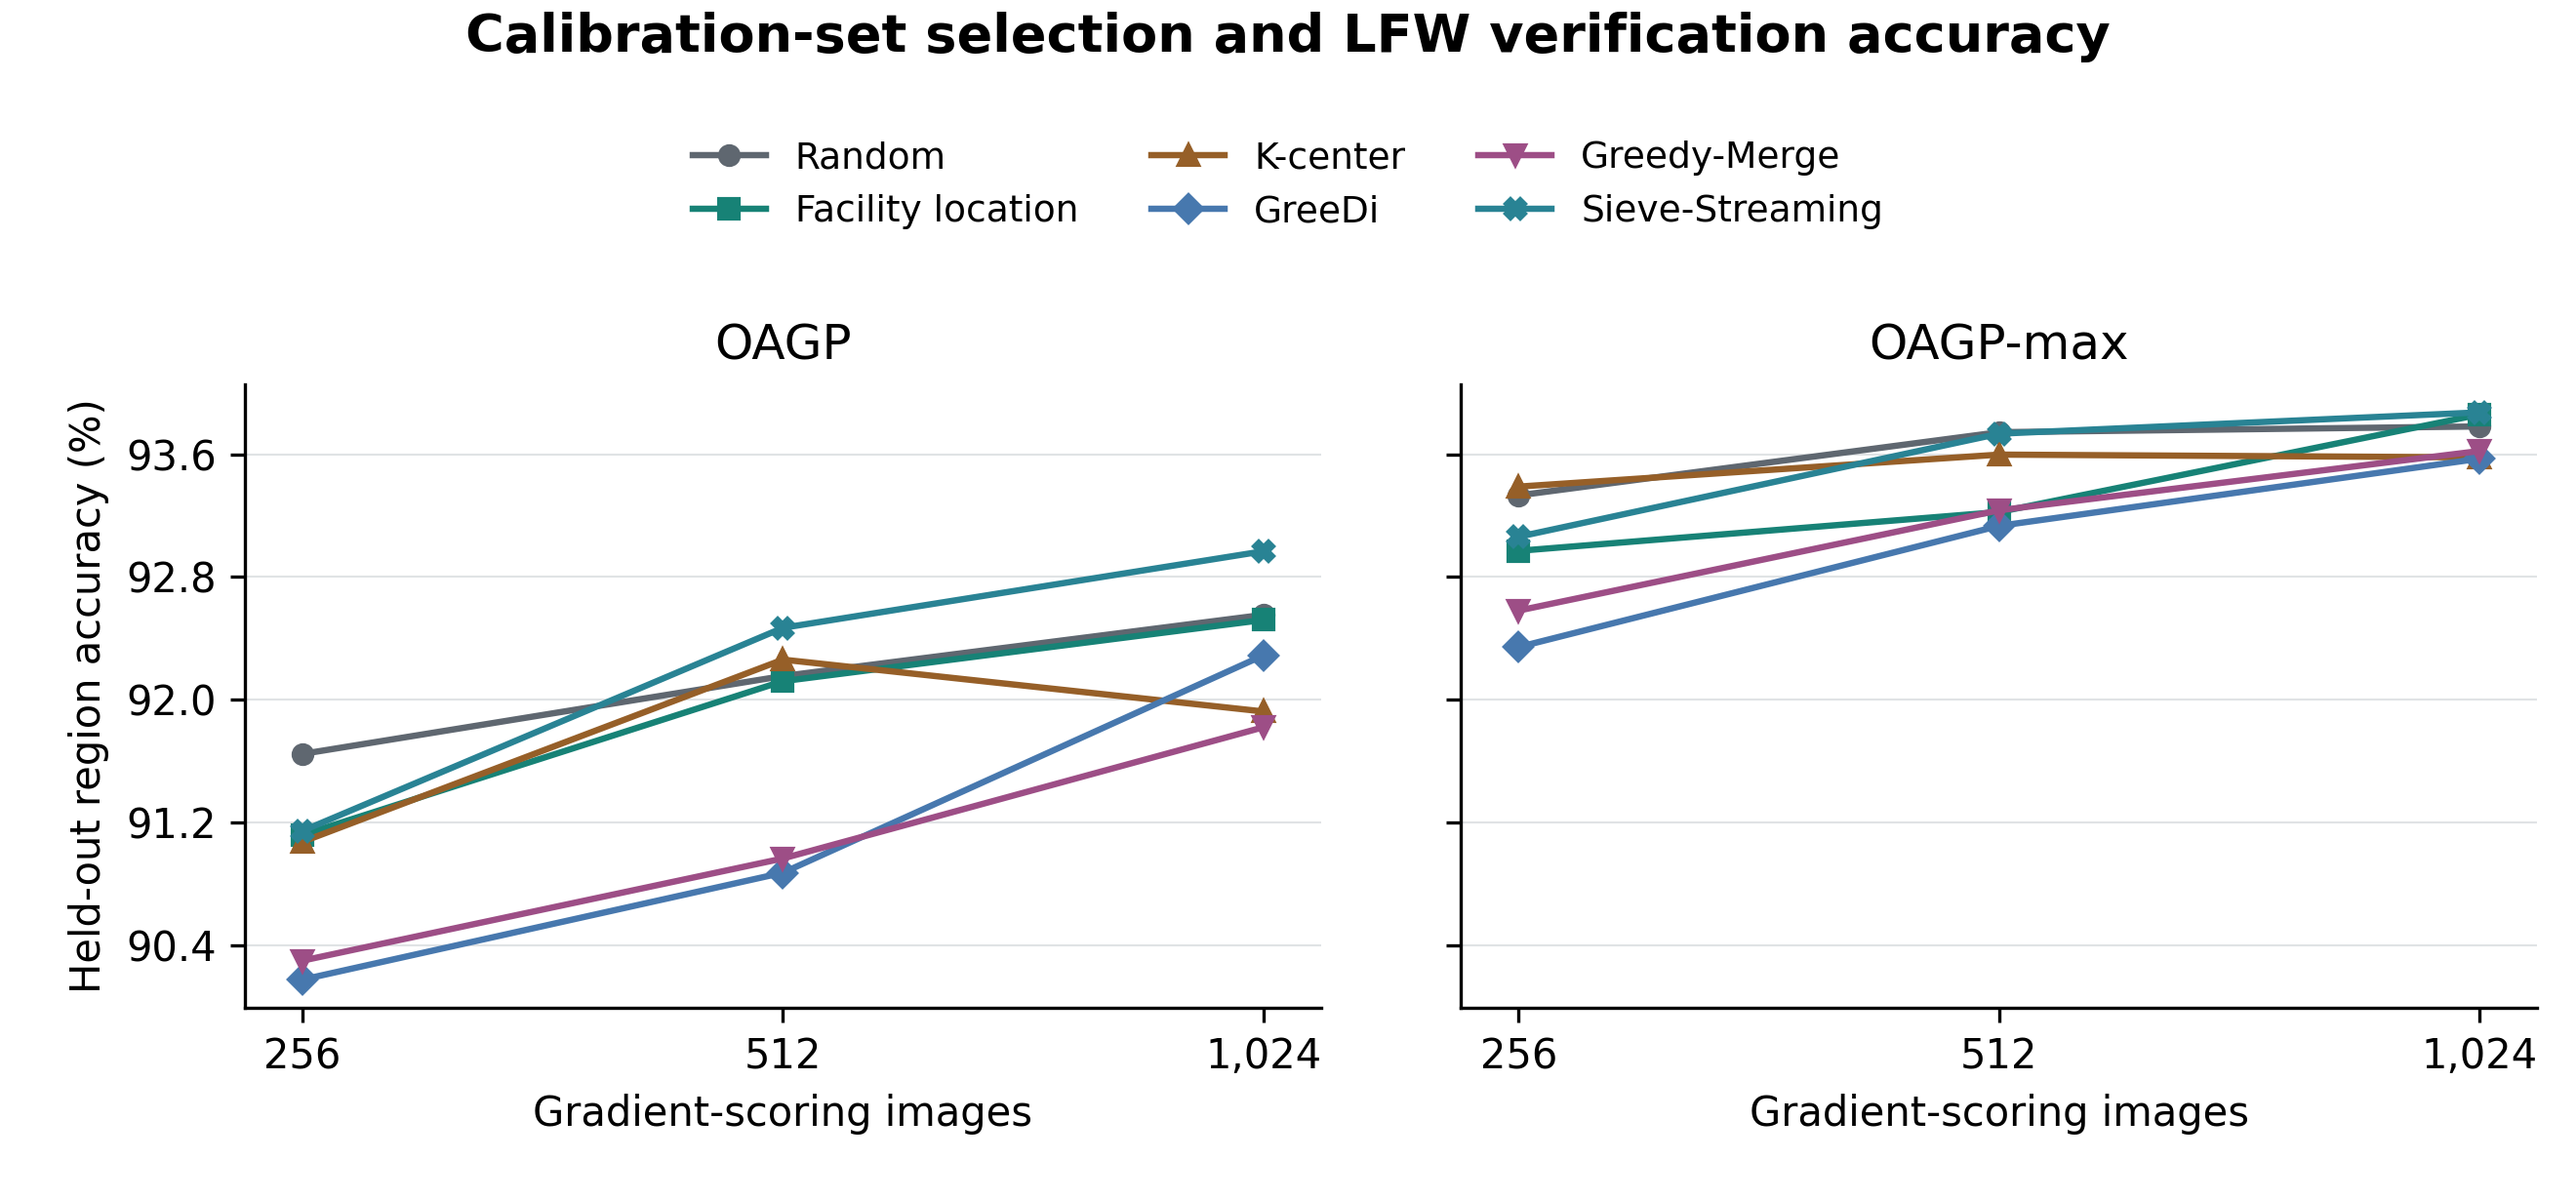 Calibration-set selection and LFW verification accuracy
Random
K-center
Greedy-Merge
Facility location
GreeDi
Sieve-Streaming
OAGP
OAGP-max
Held-out region accuracy (%)
93.6
92.8
92.0
91.2
90.4
256
512
1,024
256
512
1,024
Gradient-scoring images
Gradient-scoring images